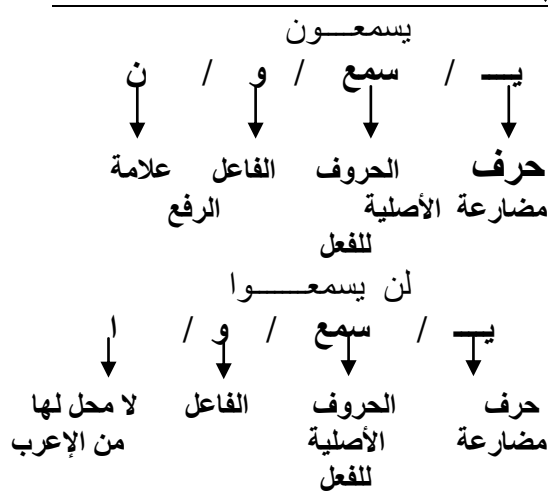 يسمعـــون
يـــ / سمع / و / ن
حرف الحروف الفاعل علامة
مضارعة الأصلية الرفع
للفعل
لن يسمعـــــوا
يـــ / سمع / و / ا
حرف الحروف الفاعل لا محل لها
مضارعة الأصلية من الإعرب
للفعل